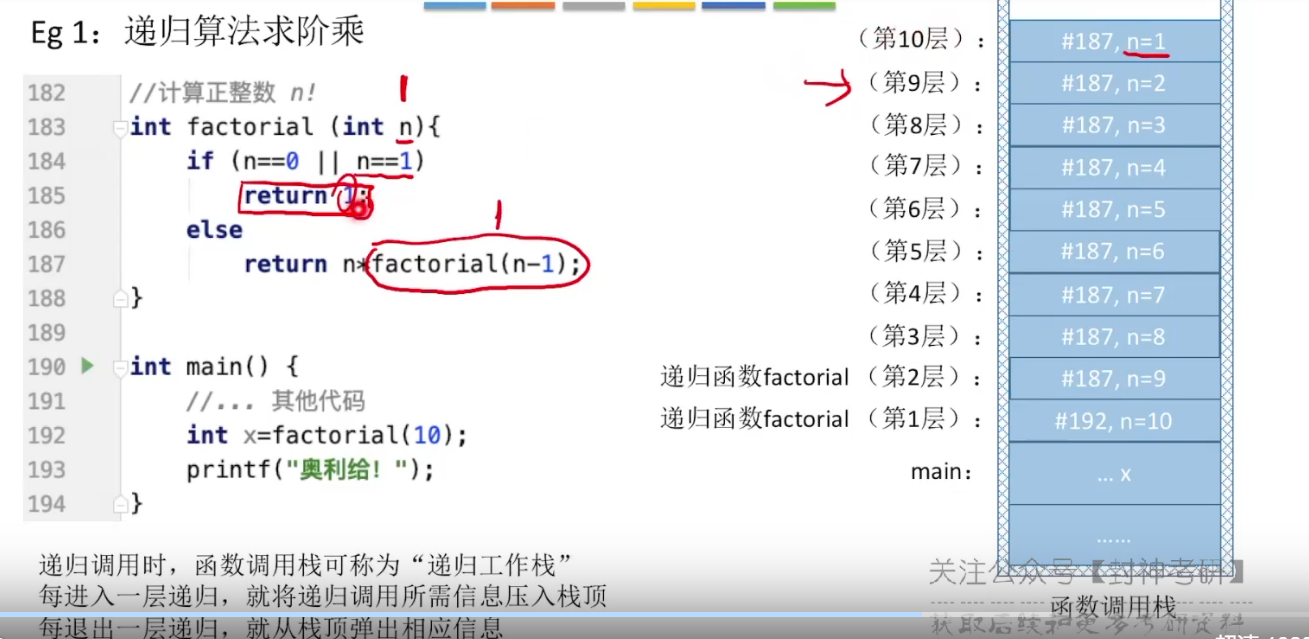 Eg 1：递归算法求阶乘
182 //计算正整数 n!
183 int factorial (int n){
184 if (n==0 || n==1)
185 return 1;
186 else
187 return n*factorial(n-1);
188 }
189
190 int main() {
191 //... 其他代码
192 int x=factorial(10);
193 printf("奥利给！");
194 }
1
1
递归调用时，函数调用栈可称为“递归工作栈”
每进入一层递归，就将递归调用所需信息压入栈顶
每退出一层递归，就从栈顶弹出相应信息
（第10层）： #187, n=1
（第9层）： #187, n=2
（第8层）： #187, n=3
（第7层）： #187, n=4
（第6层）： #187, n=5
（第5层）： #187, n=6
（第4层）： #187, n=7
（第3层）： #187, n=8
递归函数factorial （第2层）： #187, n=9
递归函数factorial （第1层）： #192, n=10
main： ... x
......
关注公众号【封神考研】
函数调用栈